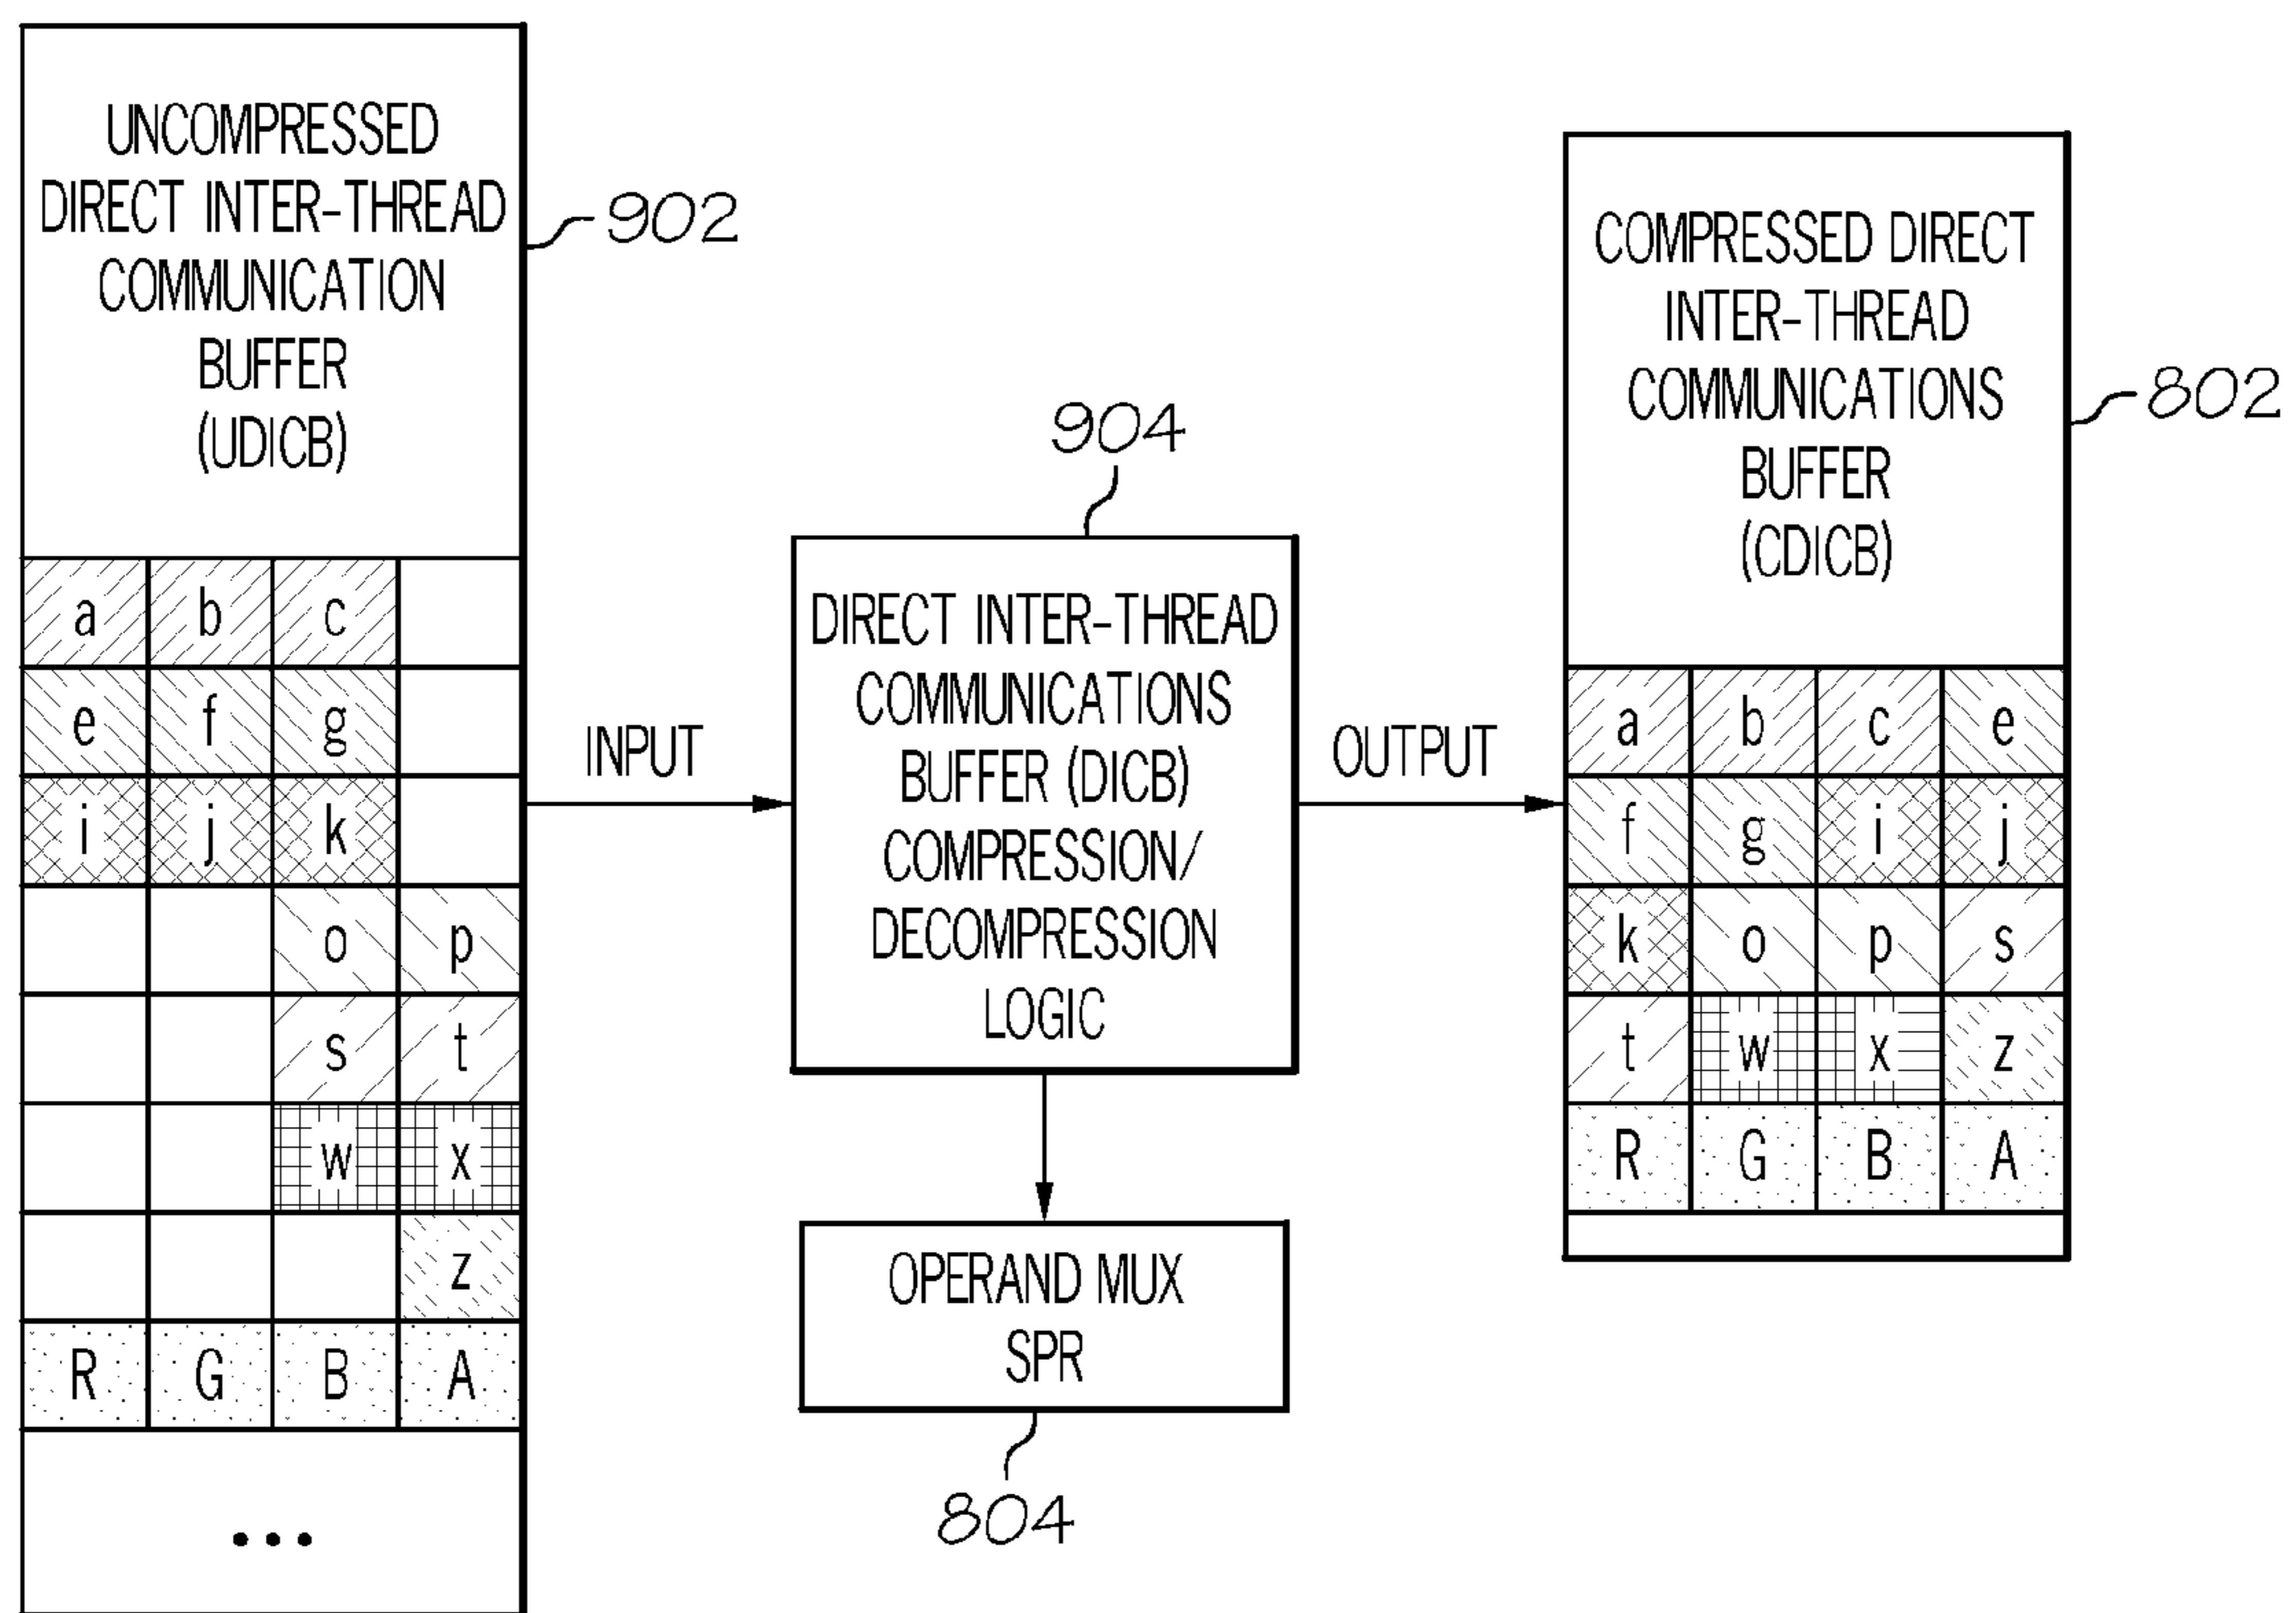 UNCOMPRESSED
DIRECT INTER-THREAD
COMMUNICATION
BUFFER
(UDICB)
902
a b c
e f g
i j k
o p
s t
w x
z
R G B A
...
INPUT
904
DIRECT INTER-THREAD
COMMUNICATIONS
BUFFER (DICB)
COMPRESSION/
DECOMPRESSION
LOGIC
OPERAND MUX
SPR
804
OUTPUT
COMPRESSED DIRECT
INTER-THREAD
COMMUNICATIONS
BUFFER
(CDICB)
802
a b c e
f g i j
k o p s
t w x z
R G B A